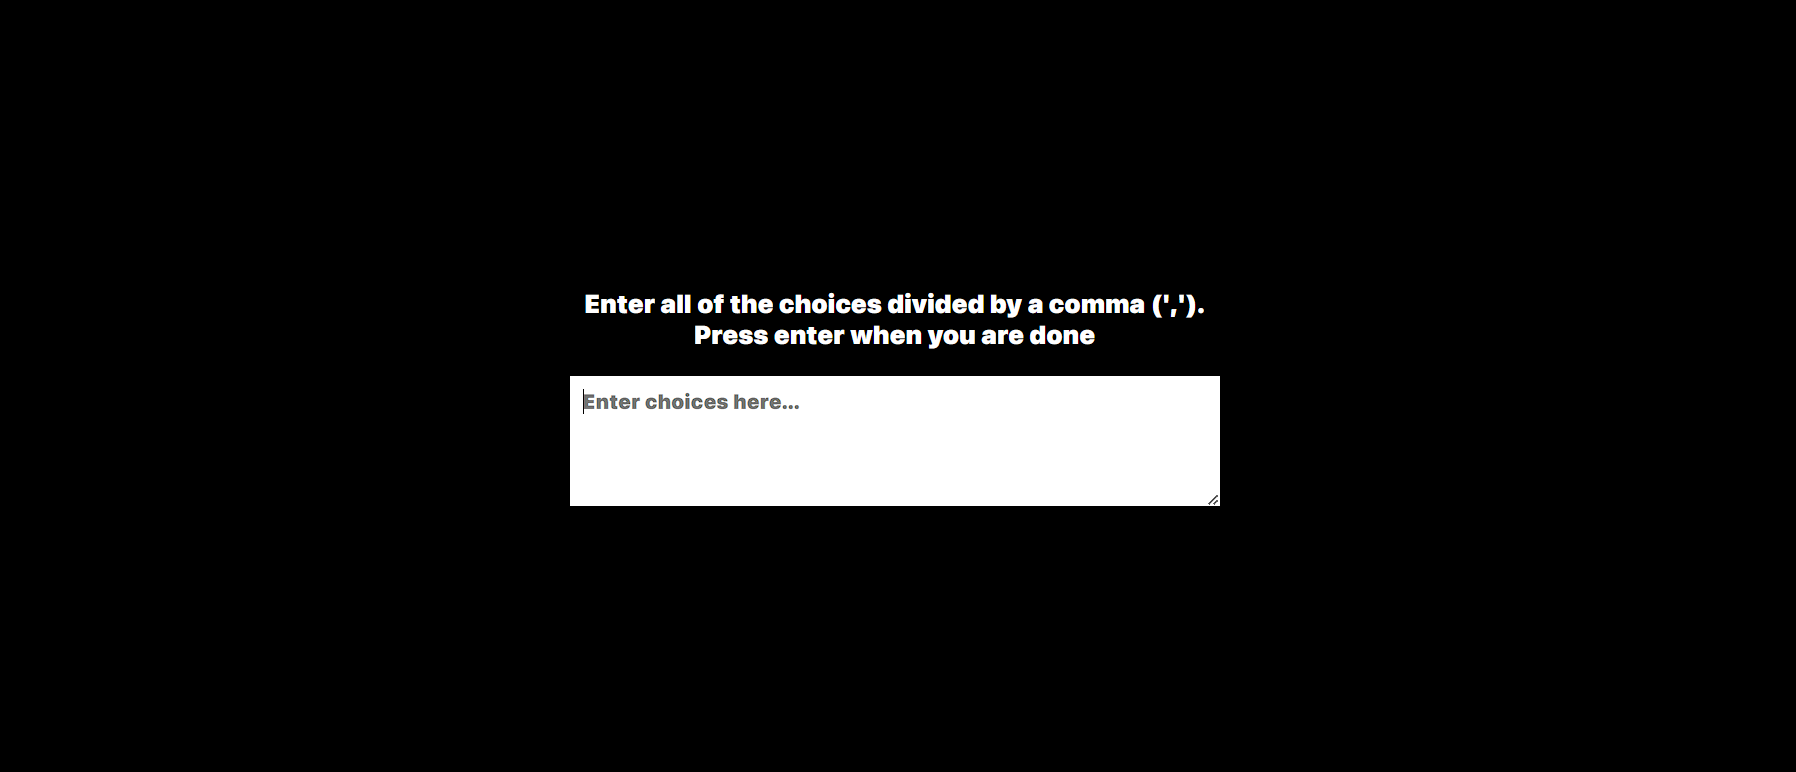 Enter all of the choices divided by a comma (',').
Press enter when you are done
Enter choices here...